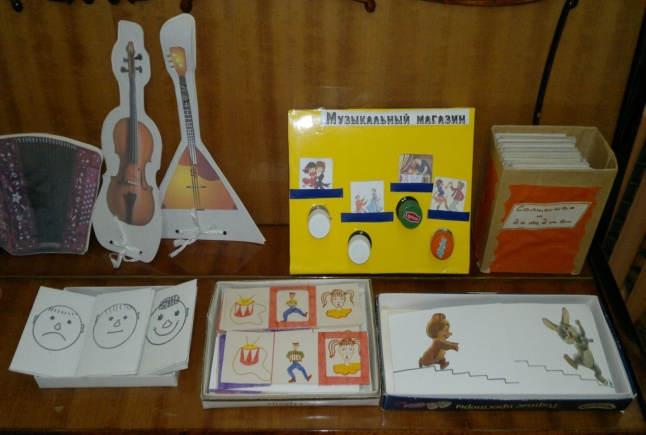 Музыкальный магазин
Солнышко
и
дождик